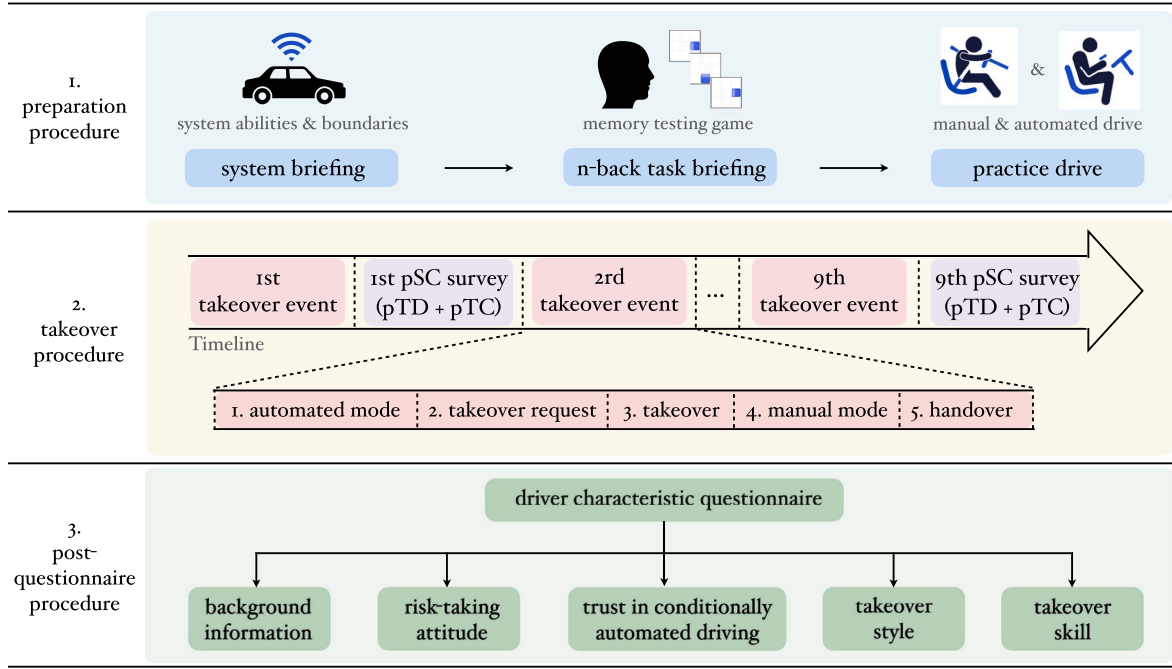 1.
preparation
procedure
system abilities & boundaries
memory testing game
&
manual & automated drive
system briefing
n-back task briefing
practice drive
2.
takeover
procedure
1st
takeover event
1st pSC survey
(pTD + pTC)
2rd
takeover event
...
9th
takeover event
9th pSC survey
(pTD + pTC)
Timeline
1. automated mode
2. takeover request
3. takeover
4. manual mode
5. handover
3.
post-
questionnaire
procedure
driver characteristic questionnaire
background
information
risk-taking
attitude
trust in conditionally
automated driving
takeover
style
takeover
skill